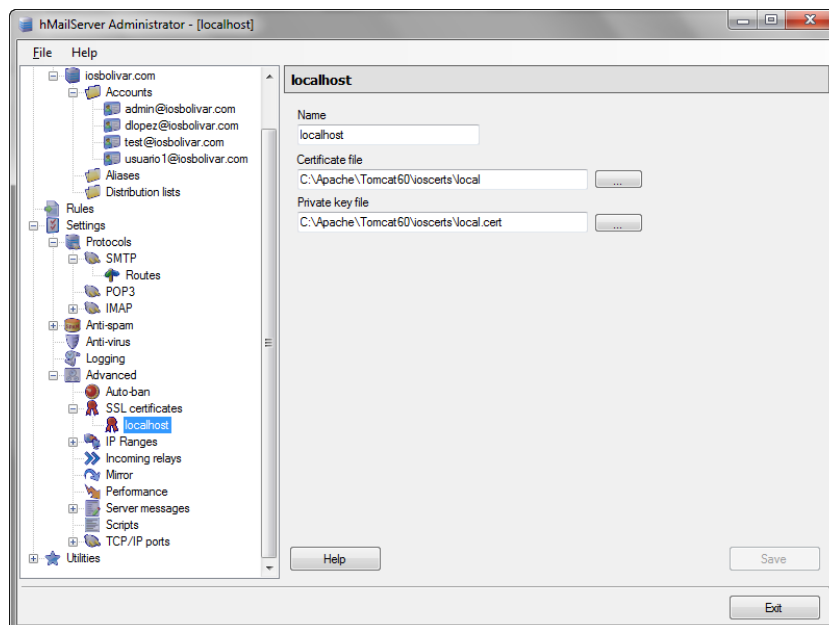 hMailServer Administrator - [localhost]
File Help
iosbolivar.com
Accounts
admin@iosbolivar.com
dlopez@iosbolivar.com
test@iosbolivar.com
usuario1@iosbolivar.com
Aliases
Distribution lists
Rules
Settings
Protocols
SMTP
Routes
POP3
IMAP
Anti-spam
Anti-virus
Logging
Advanced
Auto-ban
SSL certificates
localhost
IP Ranges
Incoming relays
Mirror
Performance
Server messages
Scripts
TCP/IP ports
Utilities
localhost
Name
localhost
Certificate file
C:\Apache\Tomcat60\ioscerts\local
...
Private key file
C:\Apache\Tomcat60\ioscerts\local.cert
...
Help
Save
Exit